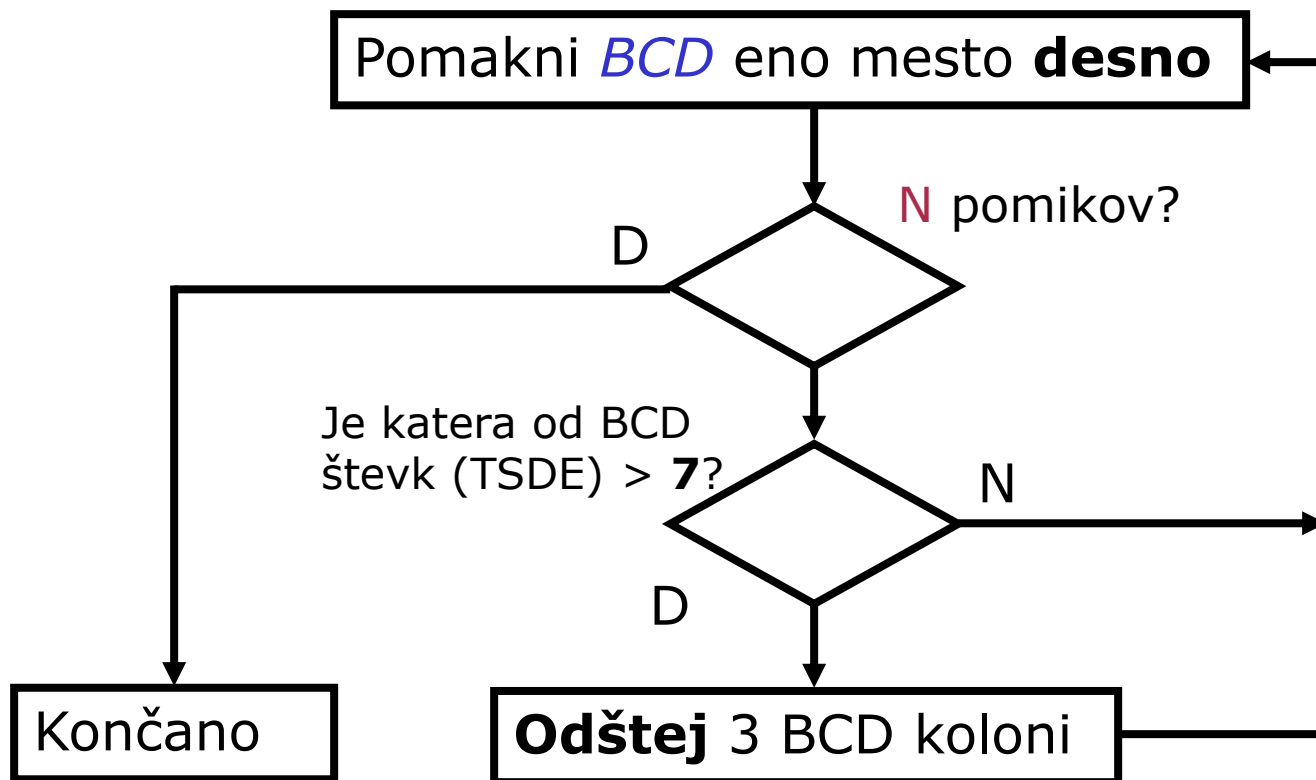 Pomakni BCD eno mesto desno
N pomikov?
D
Je katera od BCD
števk (TSDE) > 7?
N
D
Končano
Odštej 3 BCD koloni